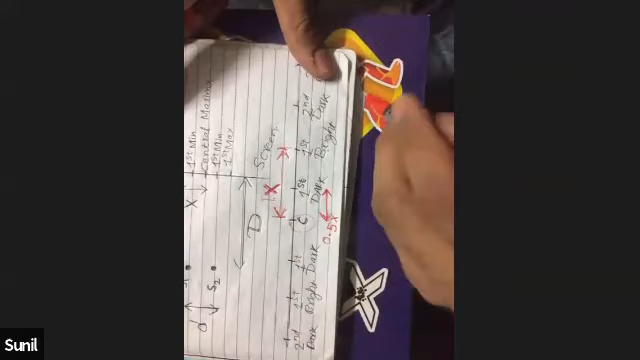 1st Min
Central Maxima
1st Min
1st Max
X
Screen
D
S2
d
X
2nd 1st 1st C 1st 1st 2nd
Dark Bright Dark DARK Bright Dark
0.5X
Sunil